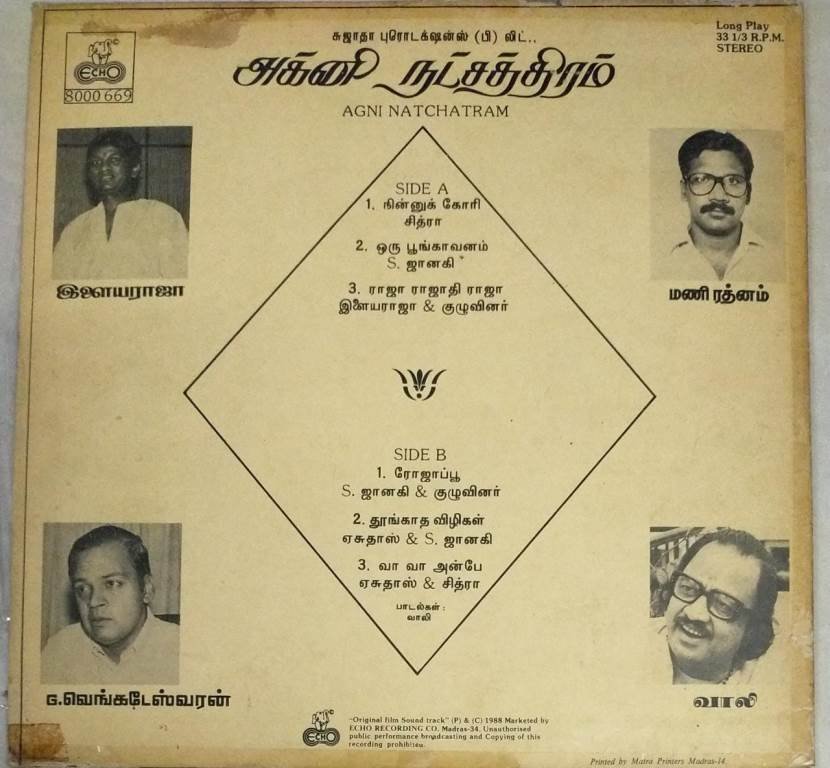 சுஜாதா புரொடக்ஷன்ஸ் (பி) லிட்..
Long Play
33 1/3 R.P.M.
STEREO
ECHO
8000 669
அக்னி நட்சத்திரம்
AGNI NATCHATRAM
இளையராஜா
மணி ரத்னம்
SIDE A
1. நின்னுக் கோரி
சித்ரா
2. ஒரு பூங்காவனம்
S. ஜானகி
3. ராஜா ராஜாதி ராஜா
இளையராஜா & குழுவினர்
SIDE B
1. ரோஜாப்பூ
S. ஜானகி & குழுவினர்
2. தூங்காத விழிகள்
ஏசுதாஸ் & S. ஜானகி
3. வா வா அன்பே
ஏசுதாஸ் & சித்ரா
பாடல்கள் :
வாலி
G.வெங்கடேஸ்வரன்
வாலி
ECHO
"Original film Sound track" (P) & (C) 1988 Marketed by
ECHO RECORDING CO. Madras-34. Unauthorised
public performance broadcasting and Copying of this
recording prohibited.
Printed by Matra Printers Madras-14.